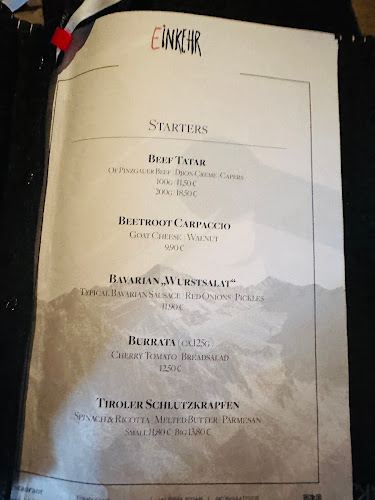 EINKEHR
STARTERS
BEEF TATAR
OF PINZGAUER BEEF | DIJON CREME | CAPERS
100G 11,50 €
200G 18,50 €
BEETROOT CARPACCIO
GOAT CHEESE | WALNUT
9,90 €
BAVARIAN „WURSTSALAT“
TYPICAL BAVARIAN SAUSAGE | RED ONIONS | PICKLES
11,90 €
BURRATA | CA.125G
CHERRY TOMATO | BREADSALAD
12,50 €
TIROLER SCHLUTZKRAPFEN
SPINACH & RICOTTA | MELTED BUTTER | PARMESAN
SMALL 11,80 € BIG 13,80 €